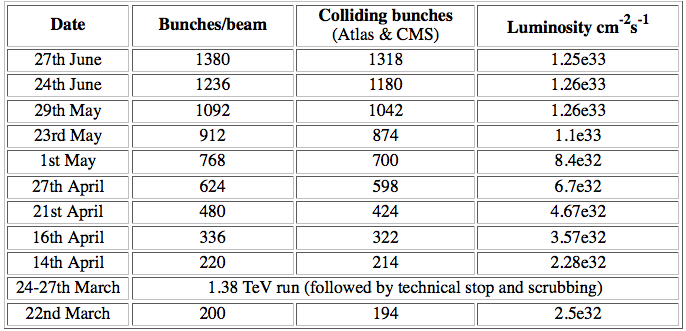 Date Bunches/beam Colliding bunches (Atlas & CMS) Luminosity cm-2s-1
27th June 1380 1318 1.25e33
24th June 1236 1180 1.26e33
29th May 1092 1042 1.26e33
23rd May 912 874 1.1e33
1st May 768 700 8.4e32
27th April 624 598 6.7e32
21st April 480 424 4.67e32
16th April 336 322 3.57e32
14th April 220 214 2.28e32
24-27th March 1.38 TeV run (followed by technical stop and scrubbing)
22nd March 200 194 2.5e32